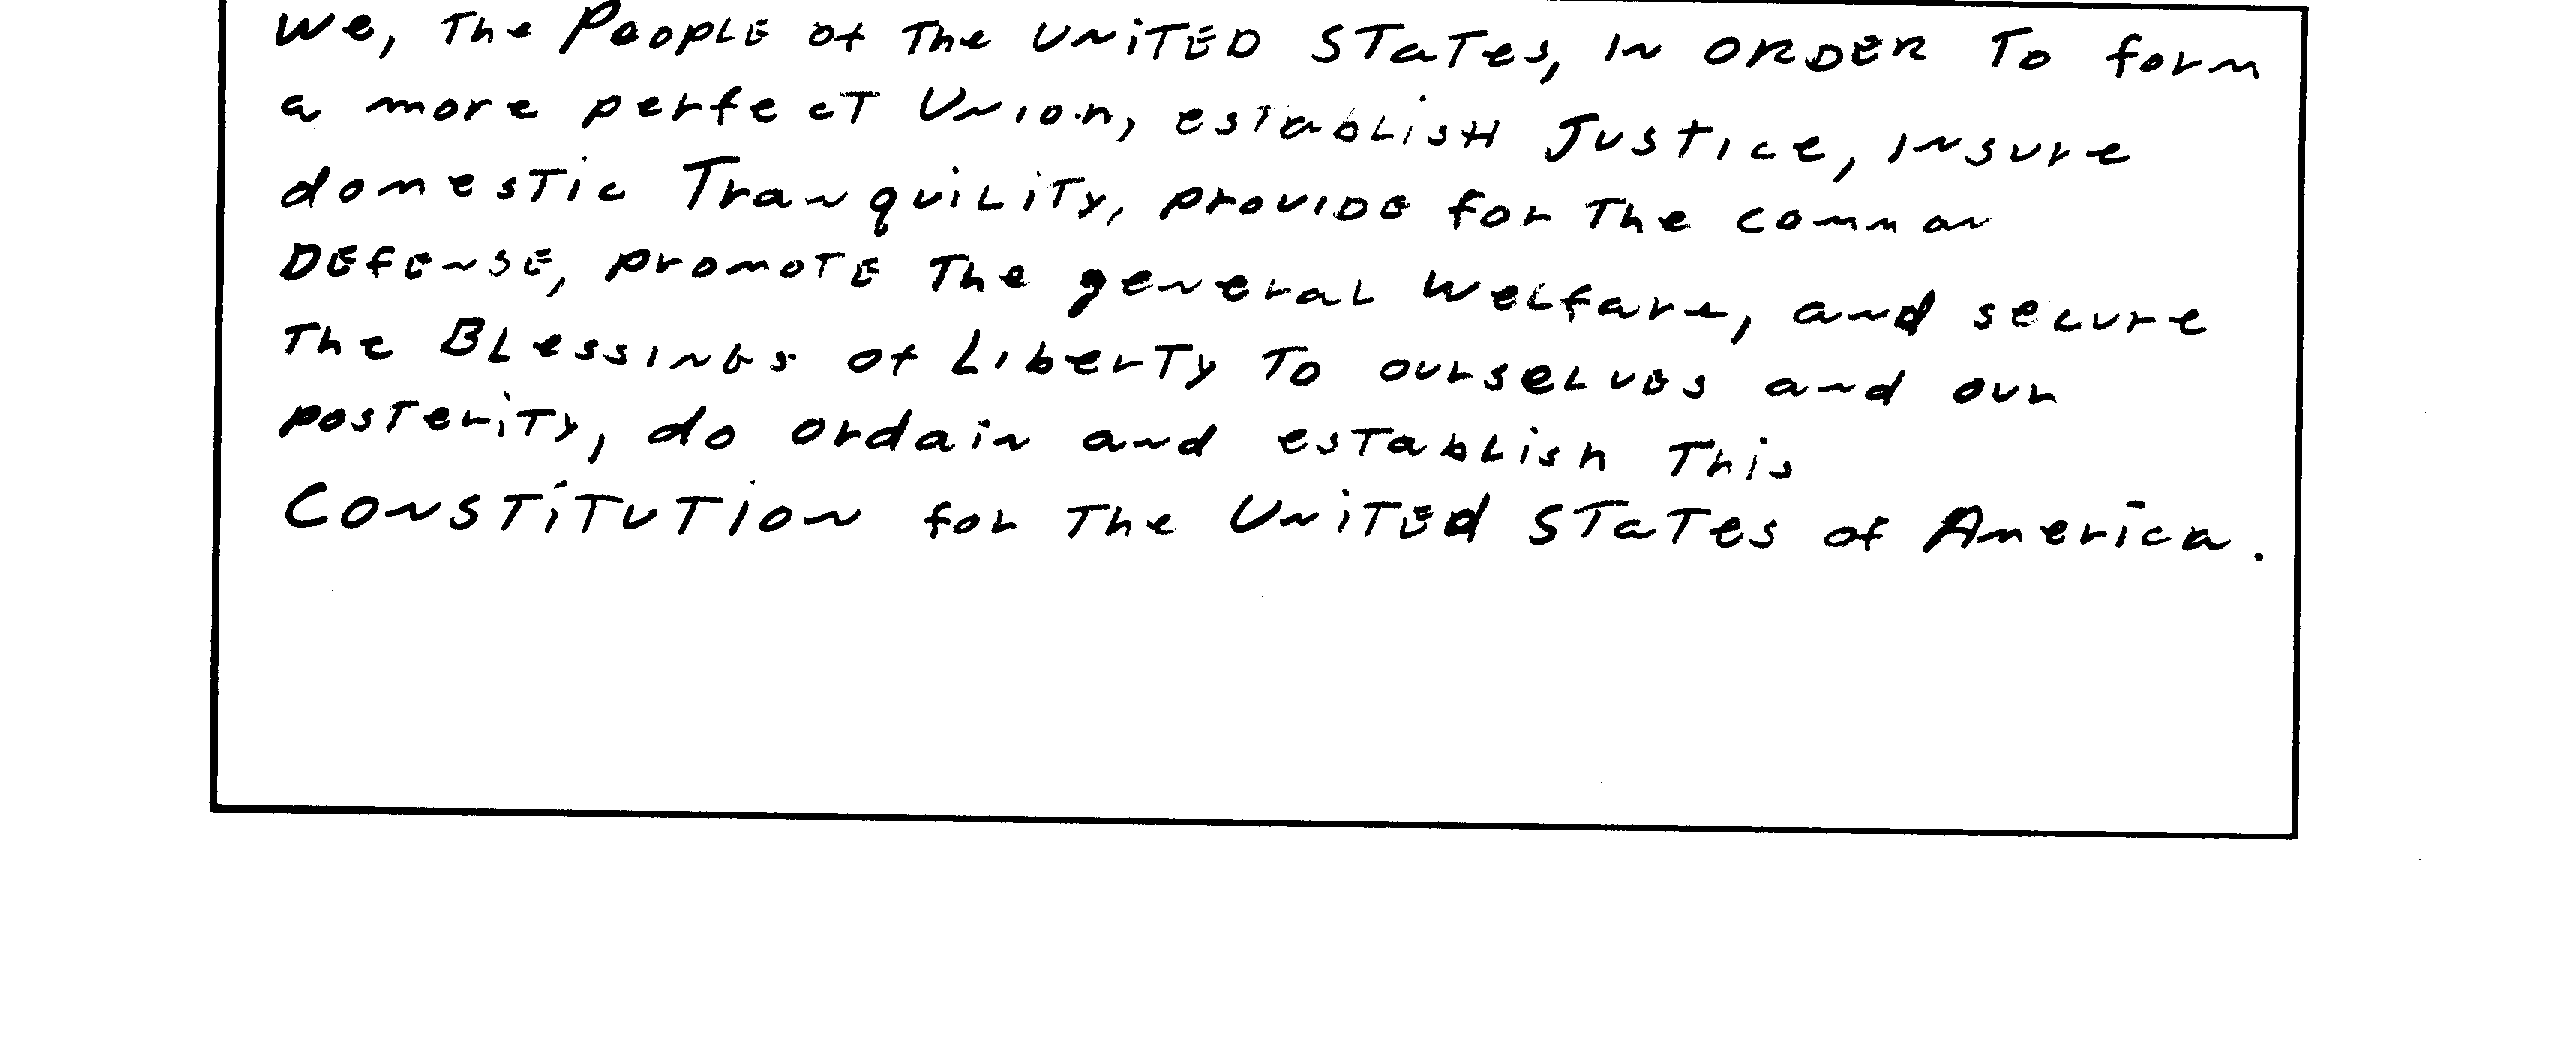 We, The People of The UNITED STaTes, IN ORDER To form
a more perfecT Union, esTablisH Justice, Insure
domesTic TranquiLiTy, provIDE for The common
DEfENSE, promoTE The general Welfare, and secure
The BLessings of LiberTy To ourseLves and our
posTeriTy, do ordain and esTabLish This
ConSTiTuTion for The UniTEd STaTes of America.